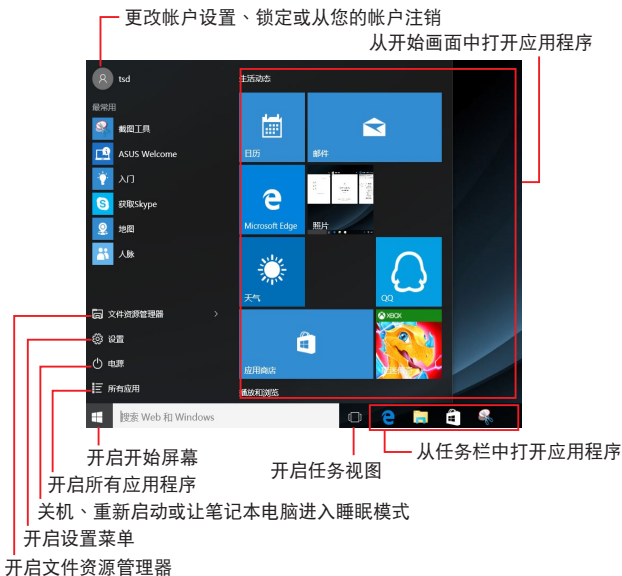 更改帐户设置、锁定或从您的帐户注销
从开始画面中打开应用程序
tsd
生活动态
最常用
截图工具
ASUS Welcome
入门
获取Skype
地图
人脉
日历
邮件
Microsoft Edge
照片
天气
QQ
XBOX
应用商店
播放和浏览
文件资源管理器
设置
电源
所有应用
搜索 Web 和 Windows
从任务栏中打开应用程序
开启任务视图
开启开始屏幕
开启所有应用程序
关机、重新启动或让笔记本电脑进入睡眠模式
开启设置菜单
开启文件资源管理器